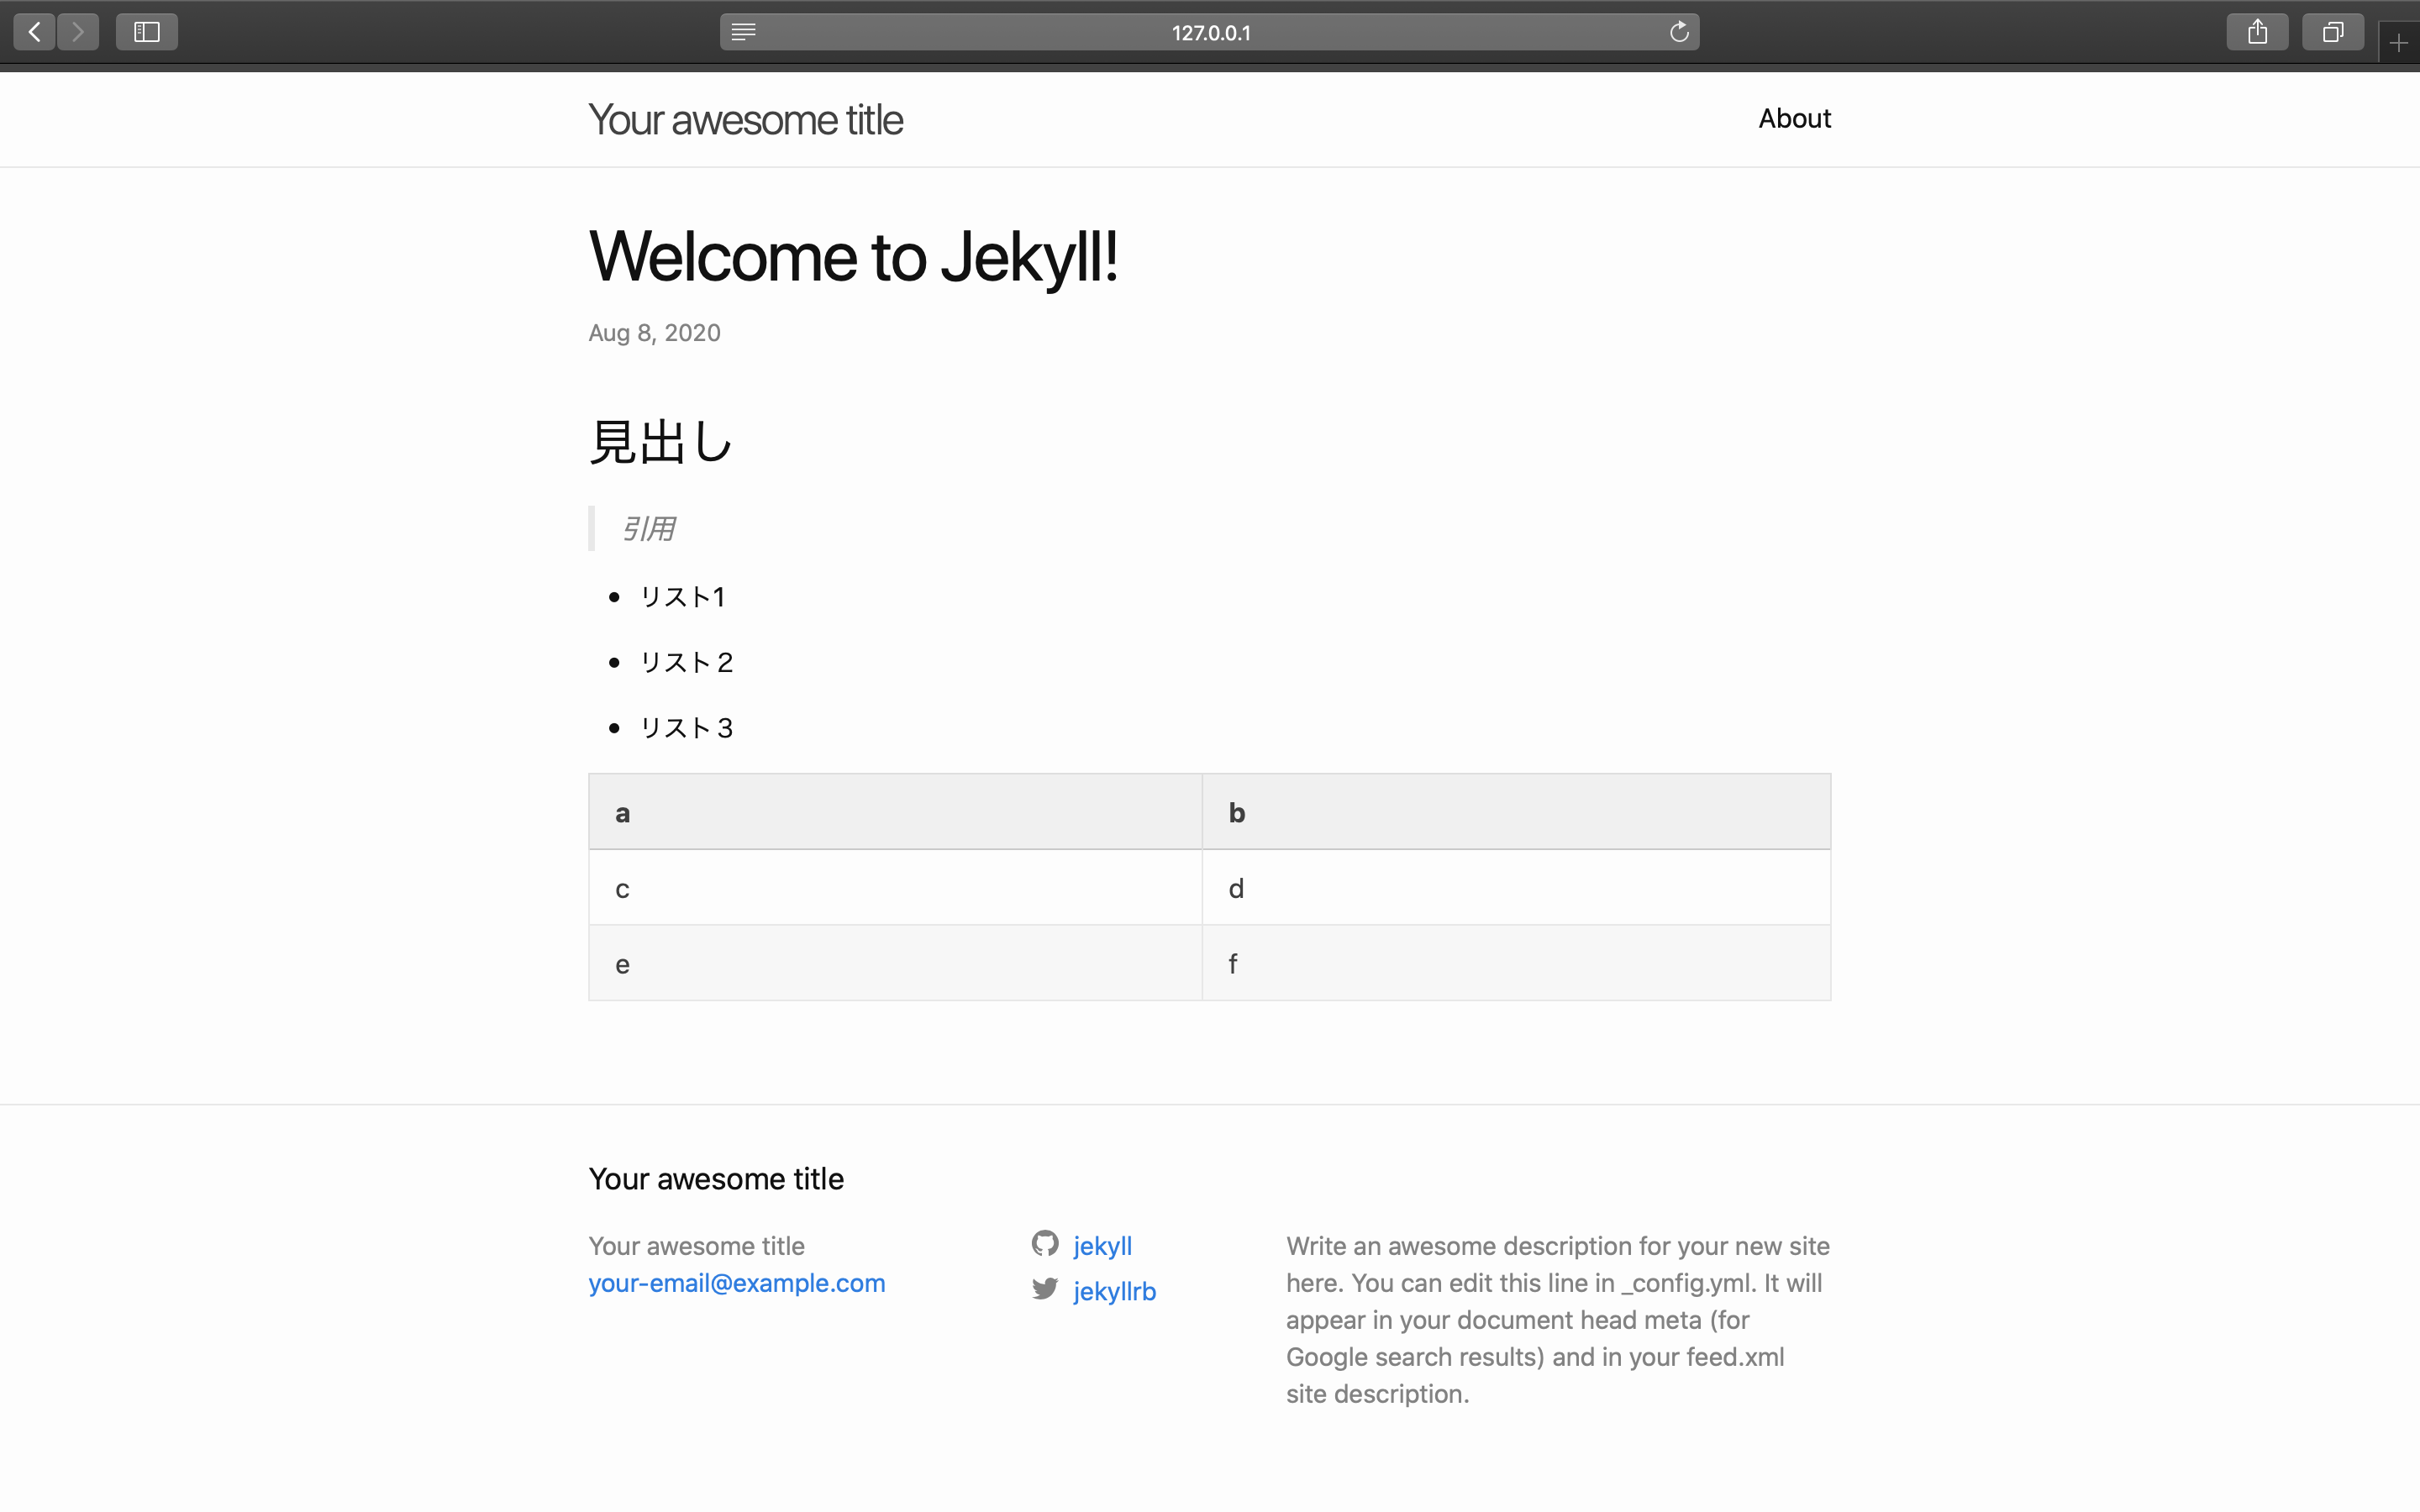 127.0.0.1
Your awesome title
About
Welcome to Jekyll!
Aug 8, 2020
見出し
引用
リスト1
リスト 2
リスト 3
a b
c d
e f
Your awesome title
Your awesome title
your-email@example.com
jekyll
jekyllrb
Write an awesome description for your new site
here. You can edit this line in _config.yml. It will
appear in your document head meta (for
Google search results) and in your feed.xml
site description.